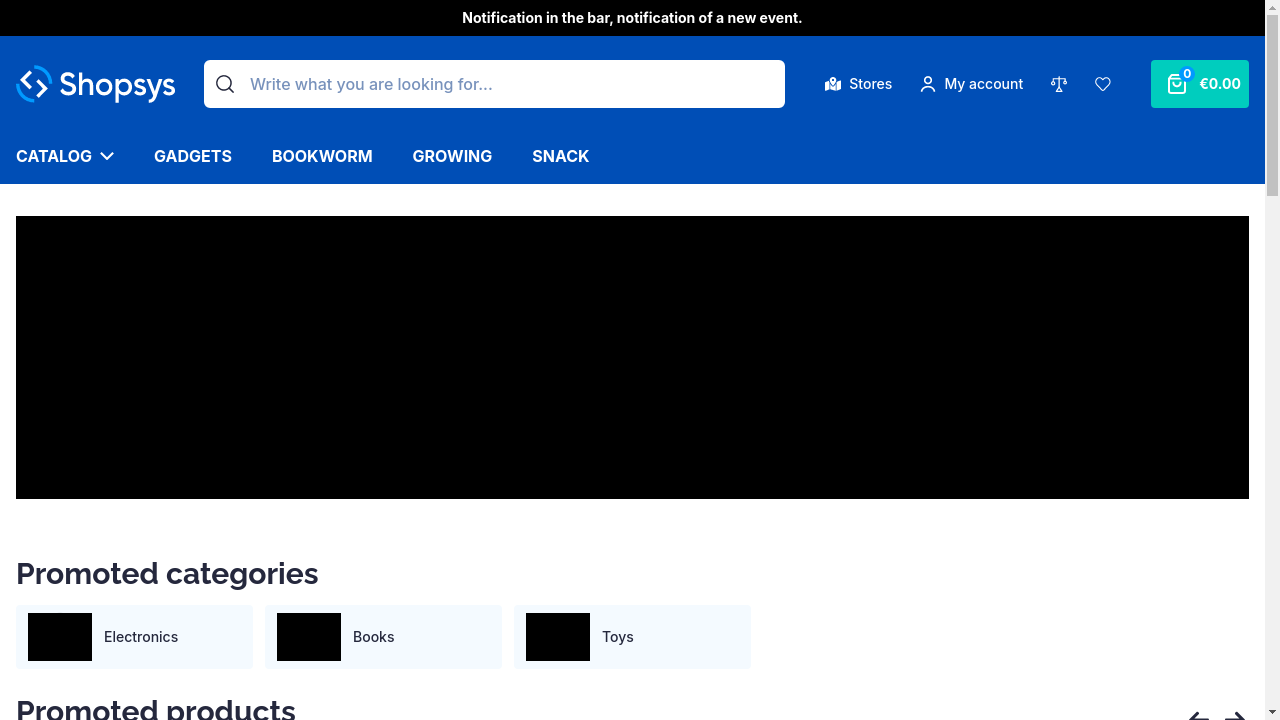 Notification in the bar, notification of a new event.
Shopsys
Write what you are looking for...
Stores
My account
0
€0.00
CATALOG
GADGETS
BOOKWORM
GROWING
SNACK
Promoted categories
Electronics
Books
Toys
Promoted products